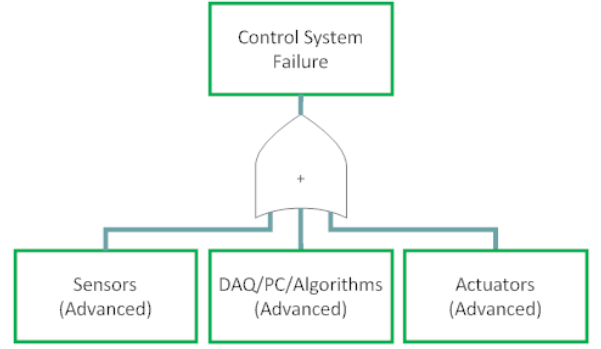 Control System
Failure
+
Sensors
(Advanced)
DAQ/PC/Algorithms
(Advanced)
Actuators
(Advanced)